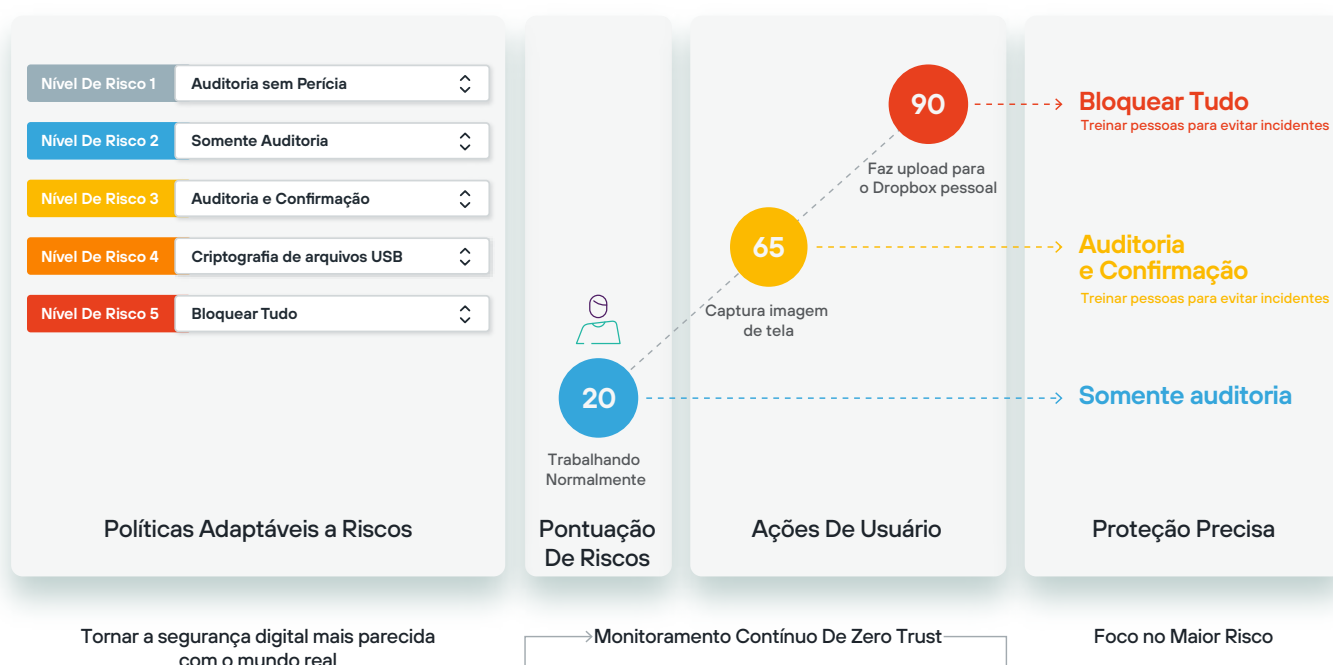 Nível De Risco 1
Auditoria sem Perícia
Nível De Risco 2
Somente Auditoria
Nível De Risco 3
Auditoria e Confirmação
Nível De Risco 4
Criptografia de arquivos USB
Nível De Risco 5
Bloquear Tudo
Políticas Adaptáveis a Riscos
20
Trabalhando
Normalmente
Pontuação
De Riscos
90
Faz upload para
o Dropbox pessoal
65
Captura imagem
de tela
Ações De Usuário
Bloquear Tudo
Treinar pessoas para evitar incidentes
Auditoria
e Confirmação
Treinar pessoas para evitar incidentes
Somente auditoria
Proteção Precisa
Tornar a segurança digital mais parecida
com o mundo real
Monitoramento Contínuo De Zero Trust
Foco no Maior Risco